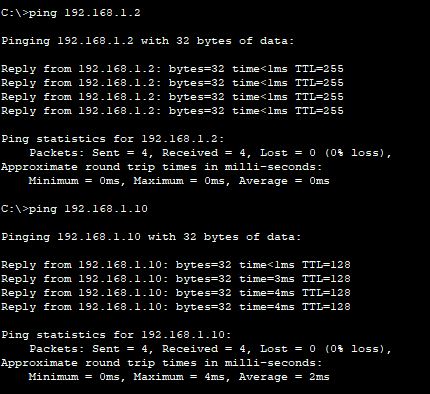 C:\>ping 192.168.1.2
Pinging 192.168.1.2 with 32 bytes of data:
Reply from 192.168.1.2: bytes=32 time<1ms TTL=255
Reply from 192.168.1.2: bytes=32 time<1ms TTL=255
Reply from 192.168.1.2: bytes=32 time<1ms TTL=255
Reply from 192.168.1.2: bytes=32 time<1ms TTL=255
Ping statistics for 192.168.1.2:
    Packets: Sent = 4, Received = 4, Lost = 0 (0% loss),
Approximate round trip times in milli-seconds:
    Minimum = 0ms, Maximum = 0ms, Average = 0ms
C:\>ping 192.168.1.10
Pinging 192.168.1.10 with 32 bytes of data:
Reply from 192.168.1.10: bytes=32 time<1ms TTL=128
Reply from 192.168.1.10: bytes=32 time=3ms TTL=128
Reply from 192.168.1.10: bytes=32 time=4ms TTL=128
Reply from 192.168.1.10: bytes=32 time=4ms TTL=128
Ping statistics for 192.168.1.10:
    Packets: Sent = 4, Received = 4, Lost = 0 (0% loss),
Approximate round trip times in milli-seconds:
    Minimum = 0ms, Maximum = 4ms, Average = 2ms